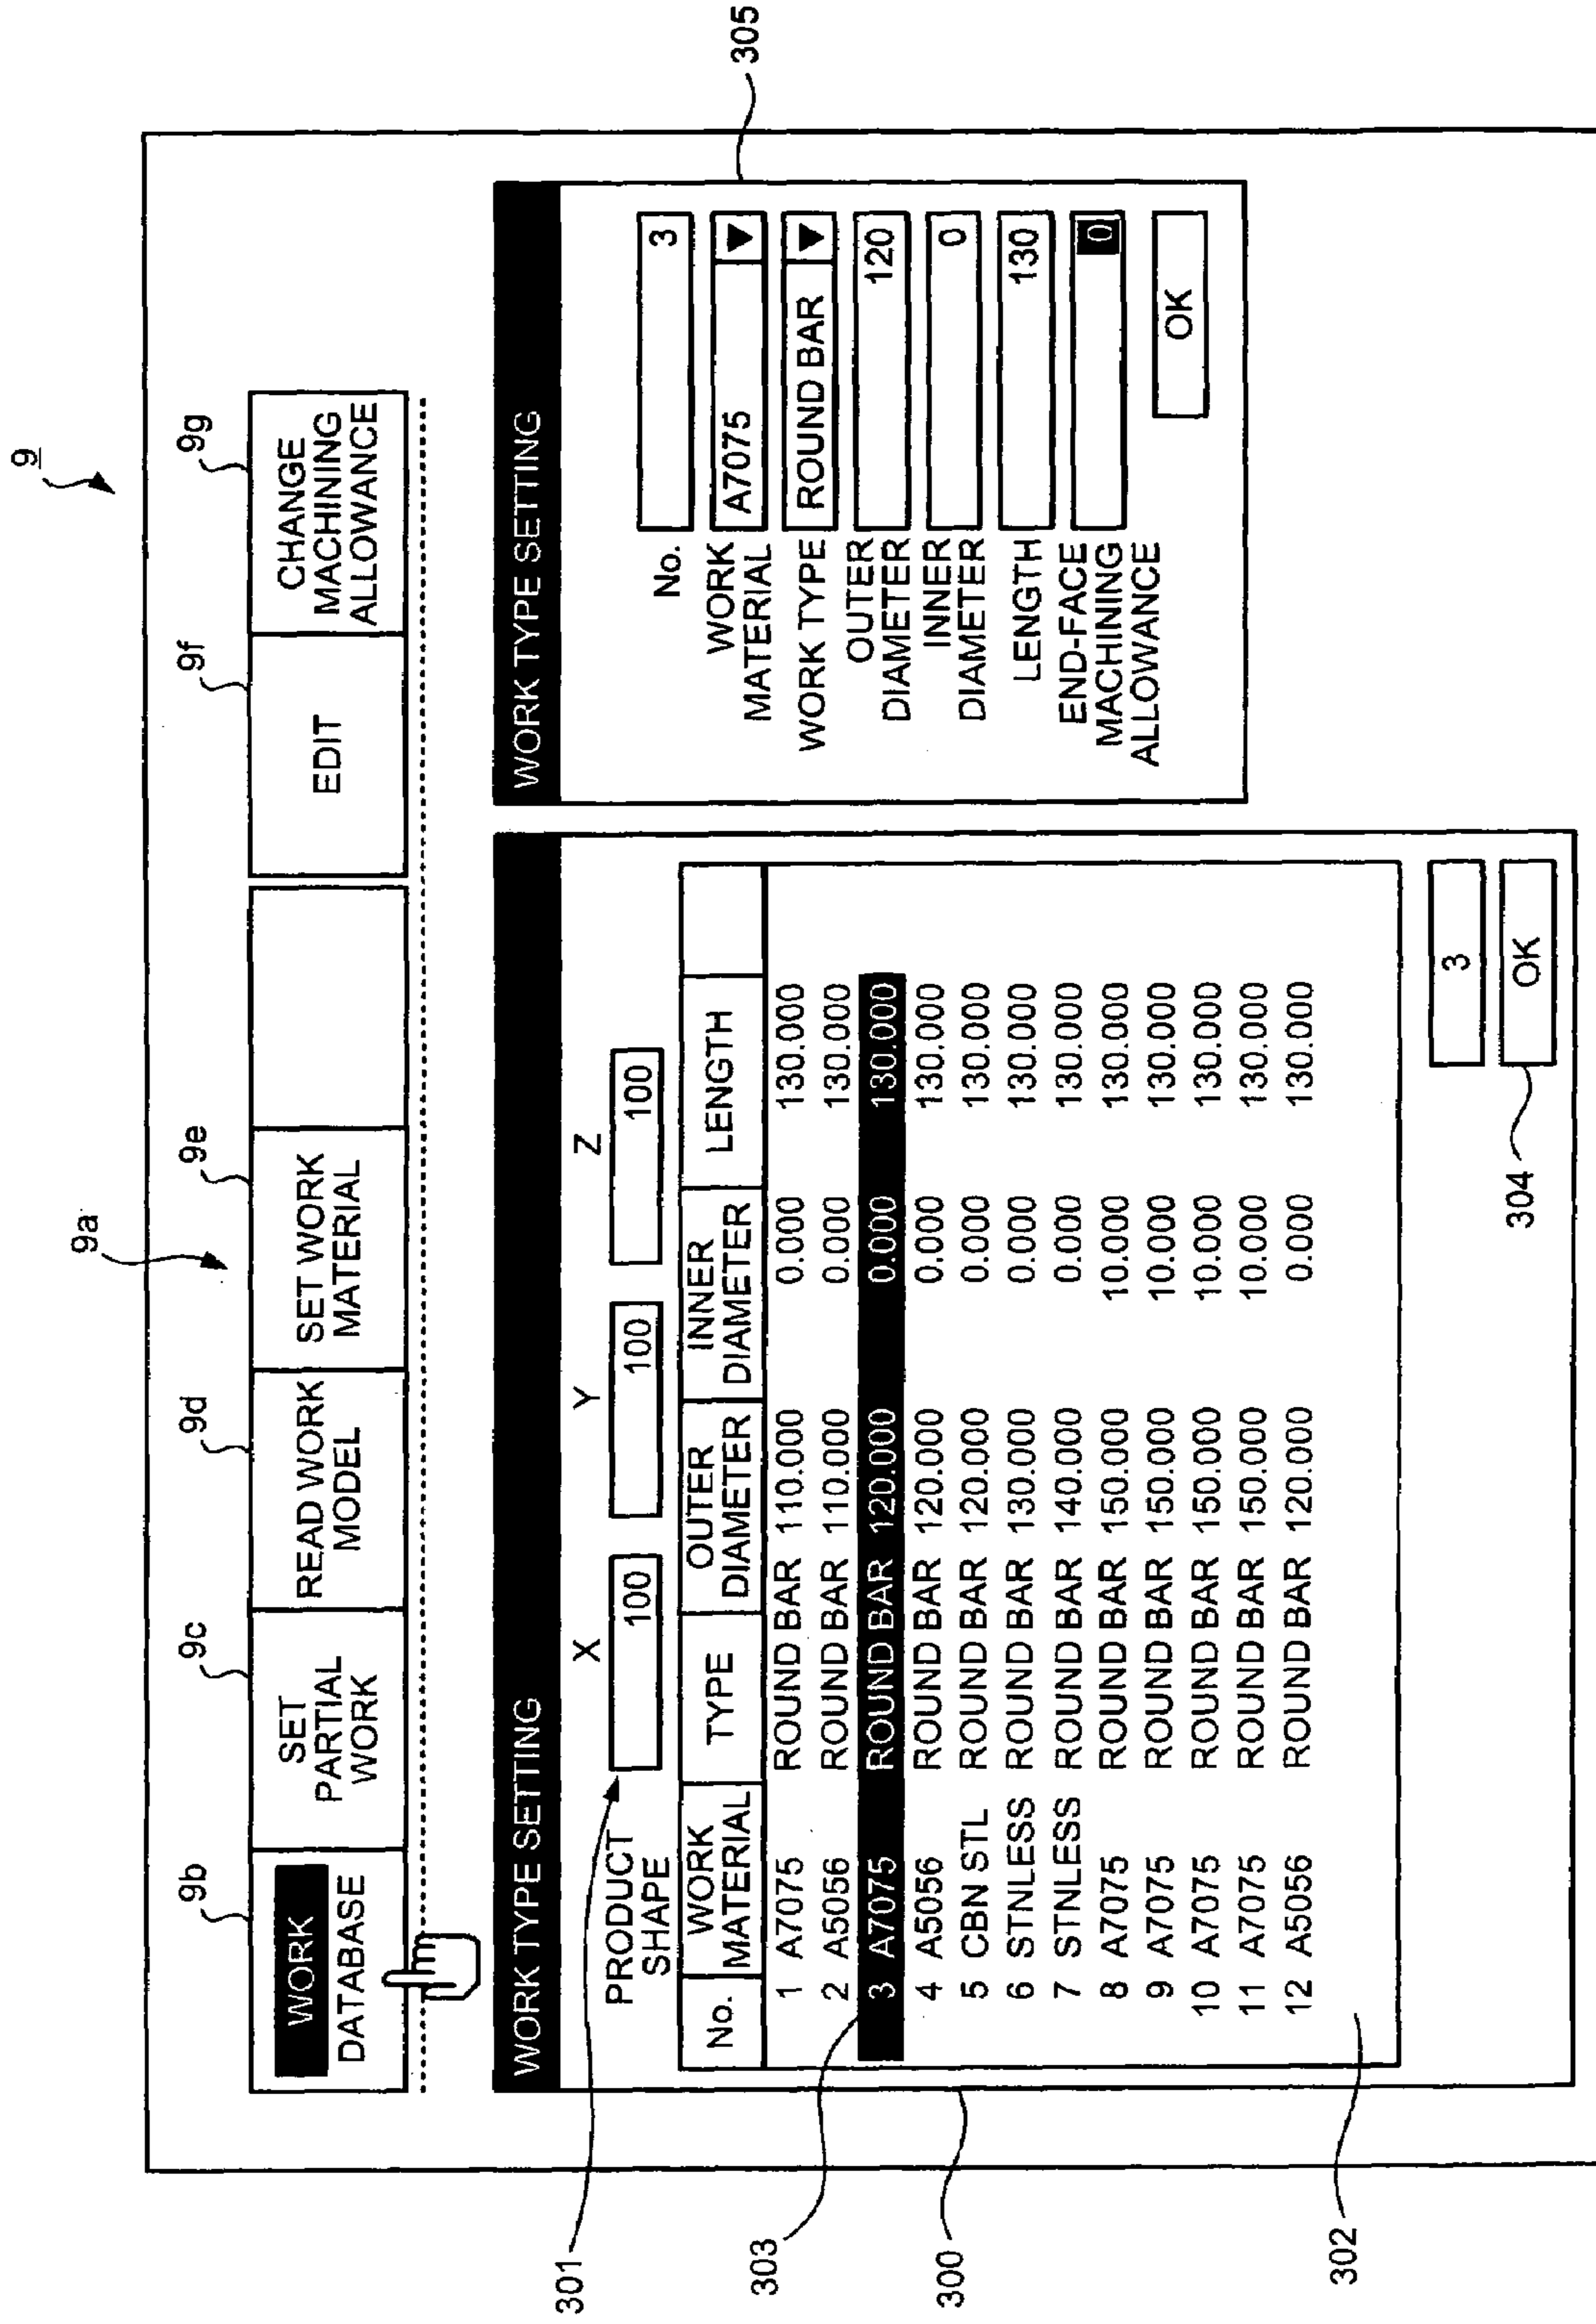 9
9a
9b
9c
9d
9e
9f
9g
WORK
DATABASE
SET
PARTIAL
WORK
READ WORK
MODEL
SET WORK
MATERIAL
EDIT
CHANGE
MACHINING
ALLOWANCE
WORK TYPE SETTING
X Y Z
PRODUCT
SHAPE
100 100 100
No. WORK MATERIAL TYPE OUTER DIAMETER INNER DIAMETER LENGTH
1 A7075 ROUND BAR 110.000 0.000 130.000
2 A5056 ROUND BAR 110.000 0.000 130.000
3 A7075 ROUND BAR 120.000 0.000 130.000
4 A5056 ROUND BAR 120.000 0.000 130.000
5 CBN STL ROUND BAR 120.000 0.000 130.000
6 STNLESS ROUND BAR 130.000 0.000 130.000
7 STNLESS ROUND BAR 140.000 0.000 130.000
8 A7075 ROUND BAR 150.000 10.000 130.000
9 A7075 ROUND BAR 150.000 10.000 130.000
10 A7075 ROUND BAR 150.000 10.000 130.000
11 A7075 ROUND BAR 150.000 10.000 130.000
12 A5056 ROUND BAR 120.000 0.000 130.000
3
OK
WORK TYPE SETTING
No. 3
WORK
MATERIAL A7075 ▼
WORK TYPE ROUND BAR ▼
OUTER
DIAMETER 120
INNER
DIAMETER 0
LENGTH 130
END-FACE
MACHINING
ALLOWANCE 0
OK
301
303
300
302
304
305